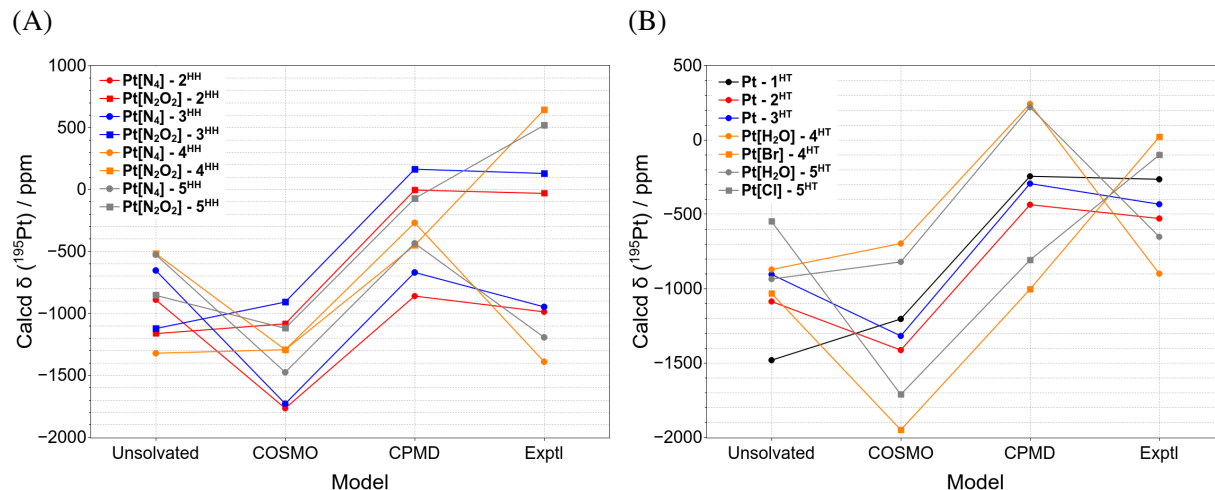 (A)
Calcd δ (¹⁹⁵Pt) / ppm
1000
500
0
−500
−1000
−1500
−2000
Pt[N₄] - 2ᴴᴴ
Pt[N₂O₂] - 2ᴴᴴ
Pt[N₄] - 3ᴴᴴ
Pt[N₂O₂] - 3ᴴᴴ
Pt[N₄] - 4ᴴᴴ
Pt[N₂O₂] - 4ᴴᴴ
Pt[N₄] - 5ᴴᴴ
Pt[N₂O₂] - 5ᴴᴴ
Unsolvated COSMO CPMD Exptl
Model
(B)
Calcd δ (¹⁹⁵Pt) / ppm
500
0
−500
−1000
−1500
−2000
Pt - 1ᴴᵀ
Pt - 2ᴴᵀ
Pt - 3ᴴᵀ
Pt[H₂O] - 4ᴴᵀ
Pt[Br] - 4ᴴᵀ
Pt[H₂O] - 5ᴴᵀ
Pt[Cl] - 5ᴴᵀ
Unsolvated COSMO CPMD Exptl
Model